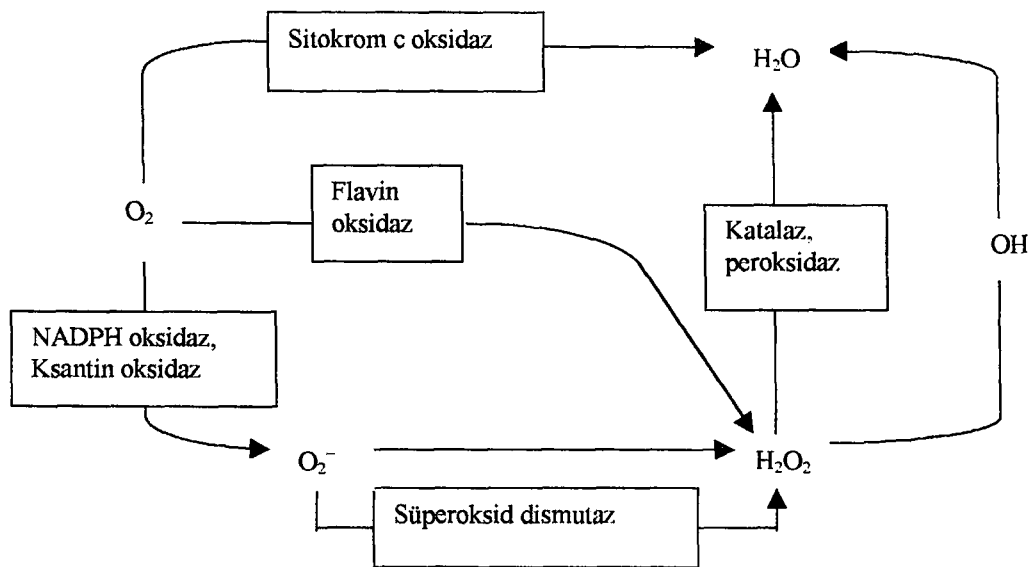 Sitokrom c oksidaz
H₂O
Flavin
oksidaz
O₂
Katalaz,
peroksidaz
OH
NADPH oksidaz,
Ksantin oksidaz
O₂⁻
H₂O₂
Süperoksid dismutaz